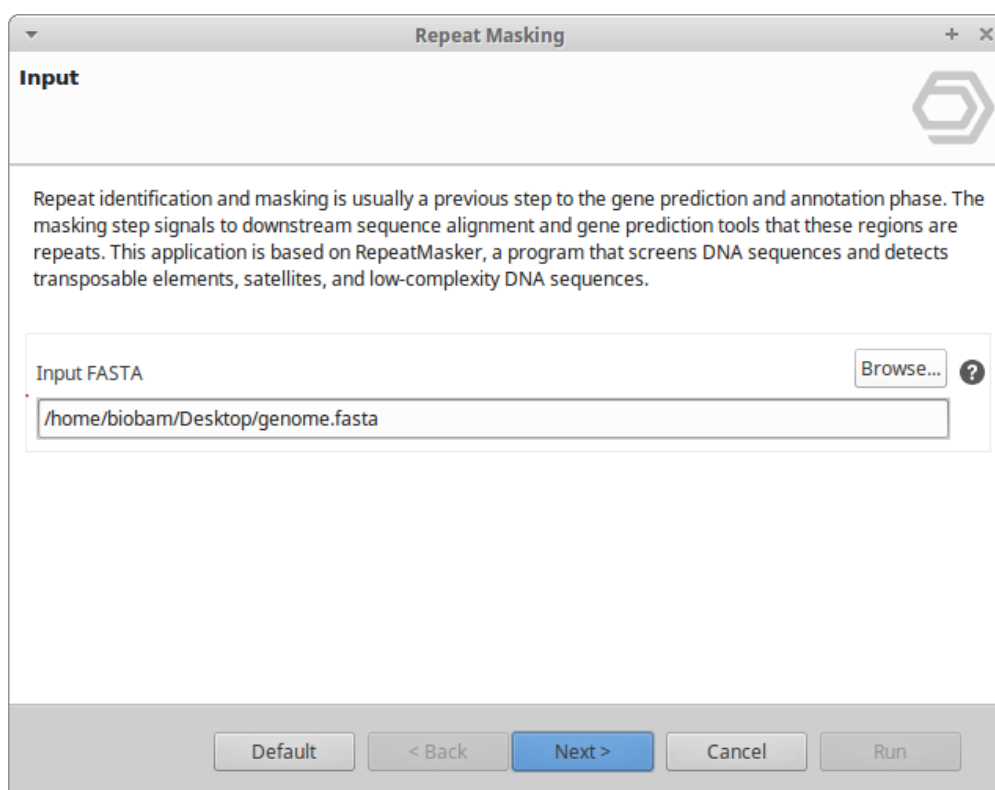 Repeat Masking
Input
Repeat identification and masking is usually a previous step to the gene prediction and annotation phase. The
masking step signals to downstream sequence alignment and gene prediction tools that these regions are
repeats. This application is based on RepeatMasker, a program that screens DNA sequences and detects
transposable elements, satellites, and low-complexity DNA sequences.
Input FASTA
Browse...
?
/home/biobam/Desktop/genome.fasta
Default
< Back
Next >
Cancel
Run